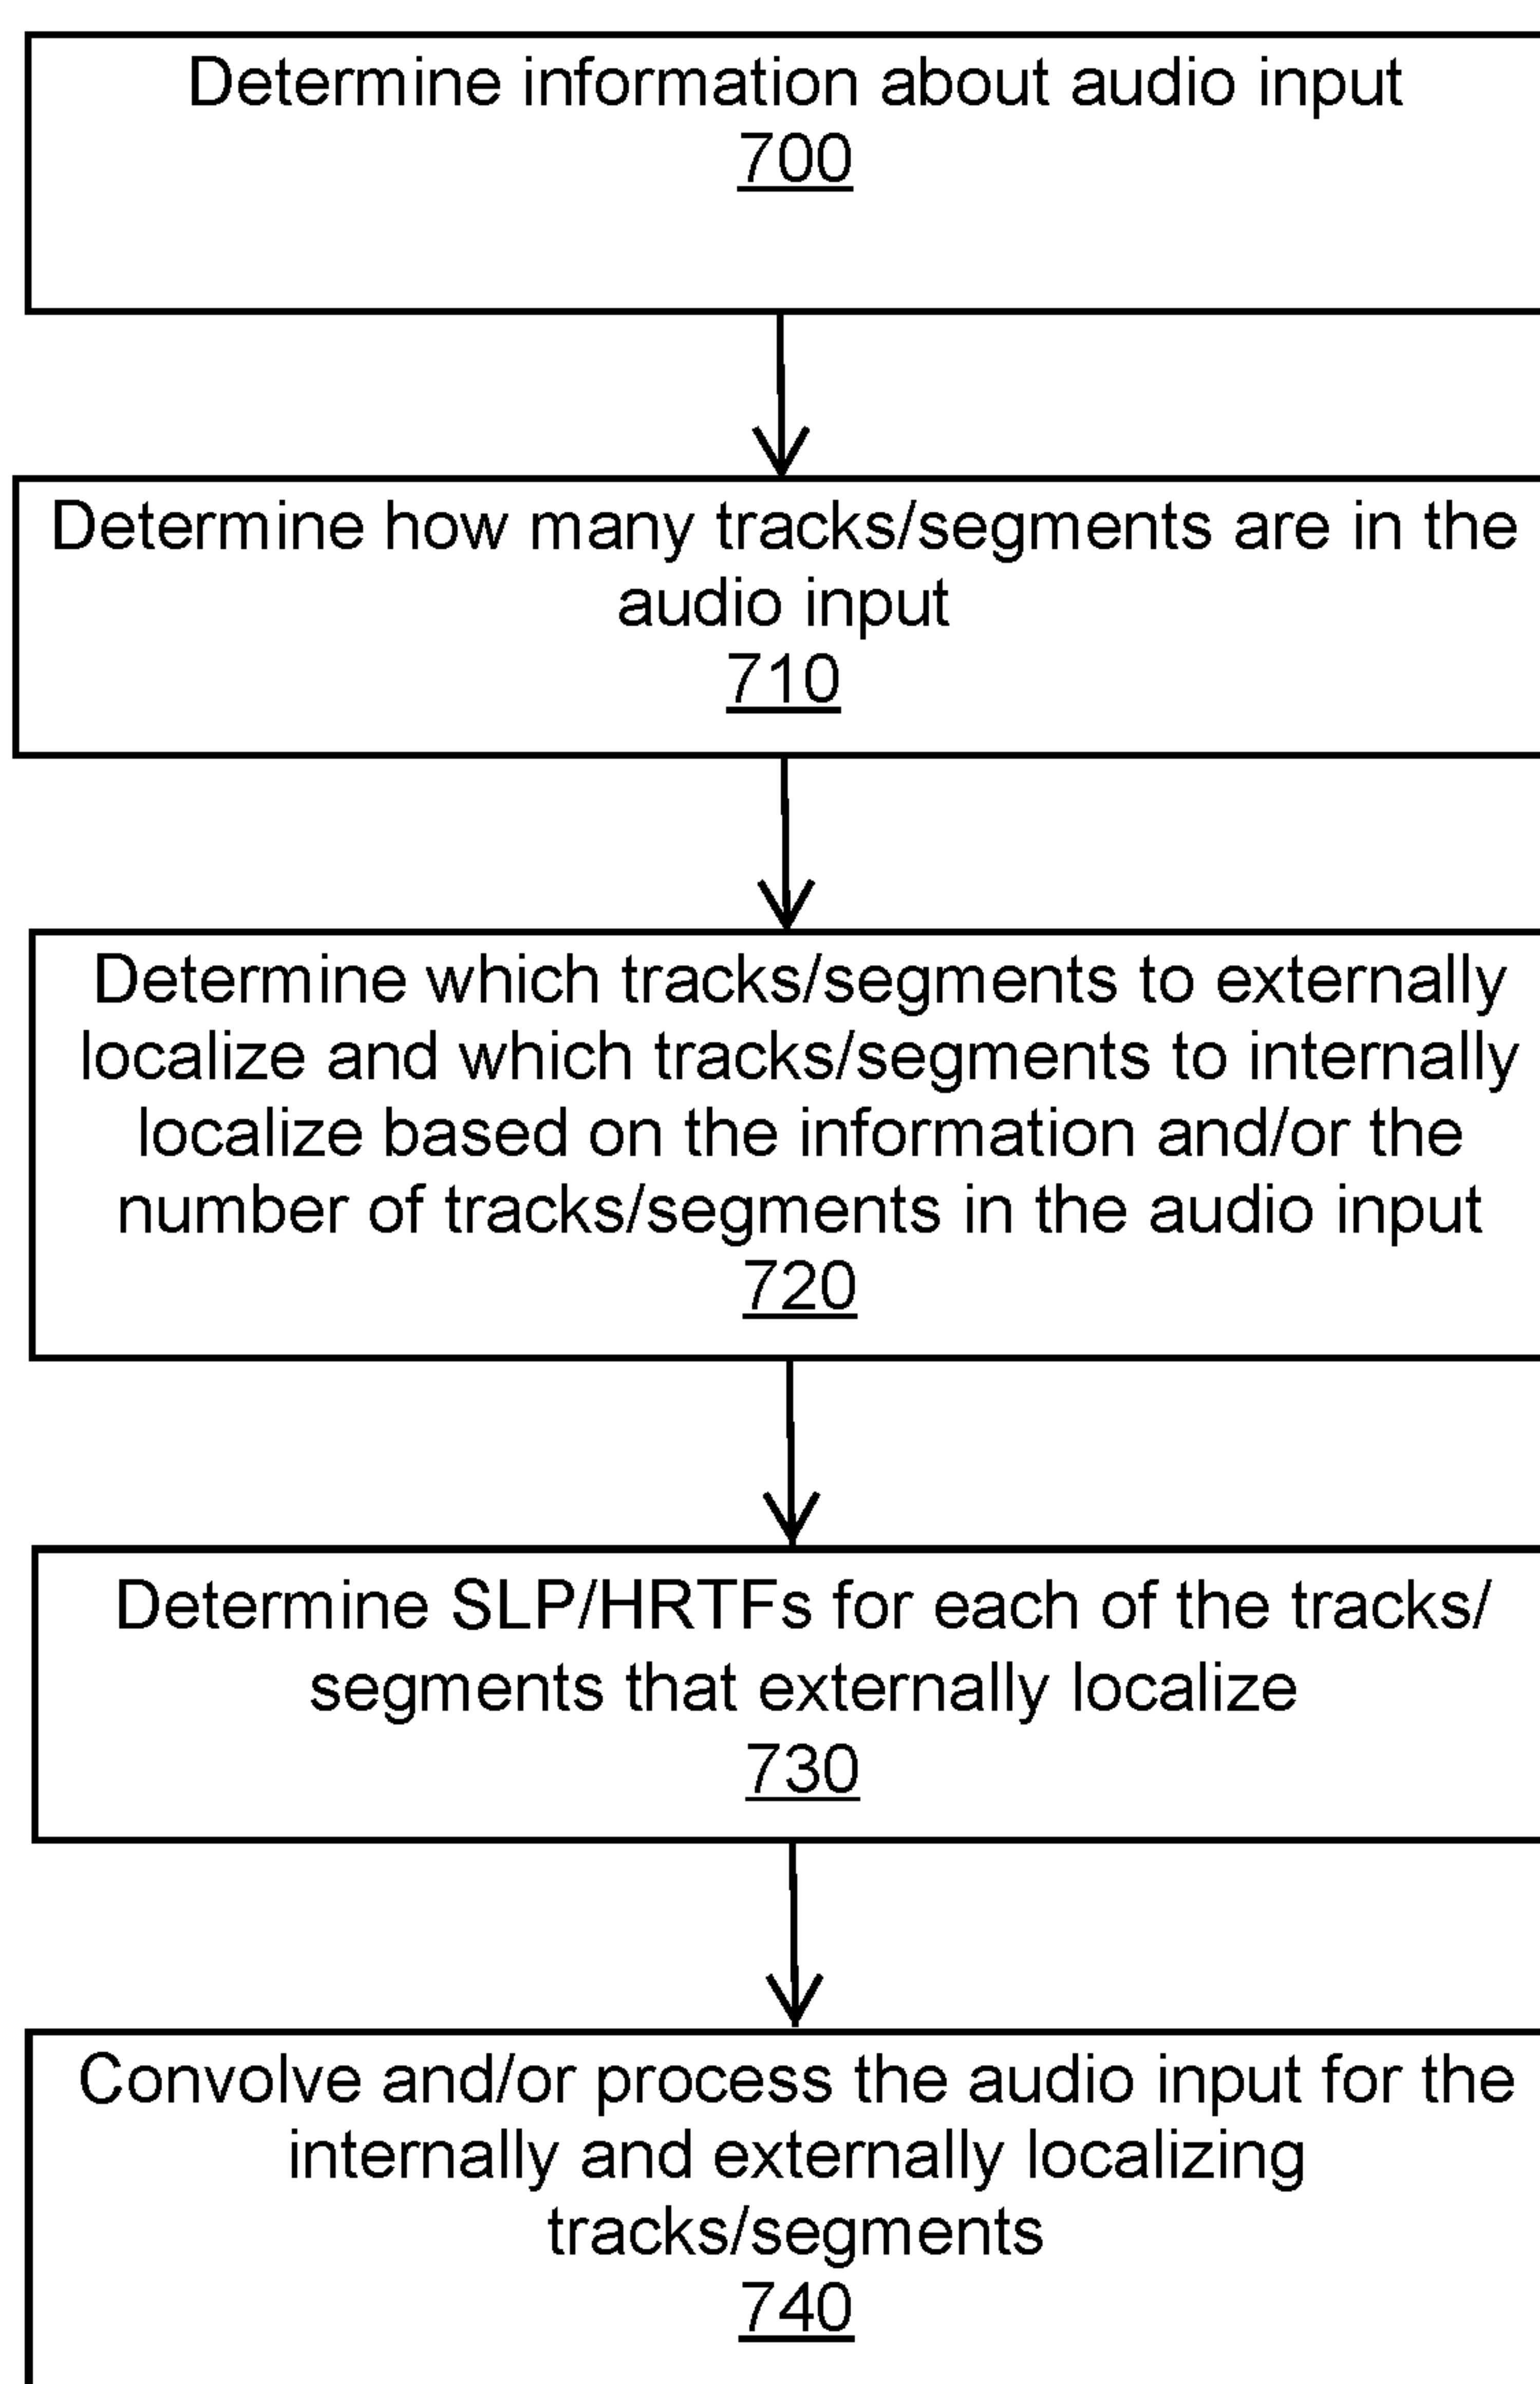 Determine information about audio input
700
Determine how many tracks/segments are in the
audio input
710
Determine which tracks/segments to externally
localize and which tracks/segments to internally
localize based on the information and/or the
number of tracks/segments in the audio input
720
Determine SLP/HRTFs for each of the tracks/
segments that externally localize
730
Convolve and/or process the audio input for the
internally and externally localizing
tracks/segments
740